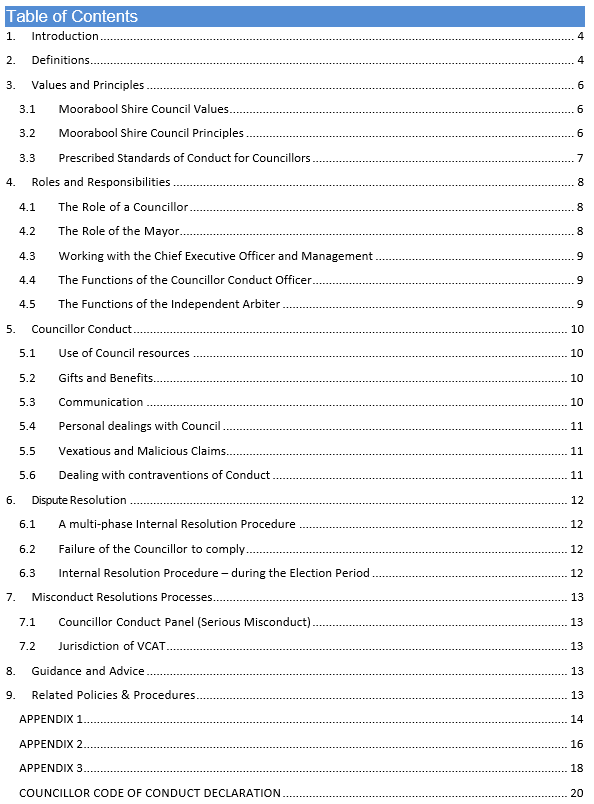 Table of Contents
1. Introduction 4
2. Definitions 4
3. Values and Principles 6
3.1 Moorabool Shire Council Values 6
3.2 Moorabool Shire Council Principles 6
3.3 Prescribed Standards of Conduct for Councillors 7
4. Roles and Responsibilities 8
4.1 The Role of a Councillor 8
4.2 The Role of the Mayor 8
4.3 Working with the Chief Executive Officer and Management 9
4.4 The Functions of the Councillor Conduct Officer 9
4.5 The Functions of the Independent Arbiter 9
5. Councillor Conduct 10
5.1 Use of Council resources 10
5.2 Gifts and Benefits 10
5.3 Communication 10
5.4 Personal dealings with Council 11
5.5 Vexatious and Malicious Claims 11
5.6 Dealing with contraventions of Conduct 11
6. Dispute Resolution 12
6.1 A multi-phase Internal Resolution Procedure 12
6.2 Failure of the Councillor to comply 12
6.3 Internal Resolution Procedure – during the Election Period 12
7. Misconduct Resolutions Processes 13
7.1 Councillor Conduct Panel (Serious Misconduct) 13
7.2 Jurisdiction of VCAT 13
8. Guidance and Advice 13
9. Related Policies & Procedures 13
APPENDIX 1 14
APPENDIX 2 16
APPENDIX 3 18
COUNCILLOR CODE OF CONDUCT DECLARATION 20